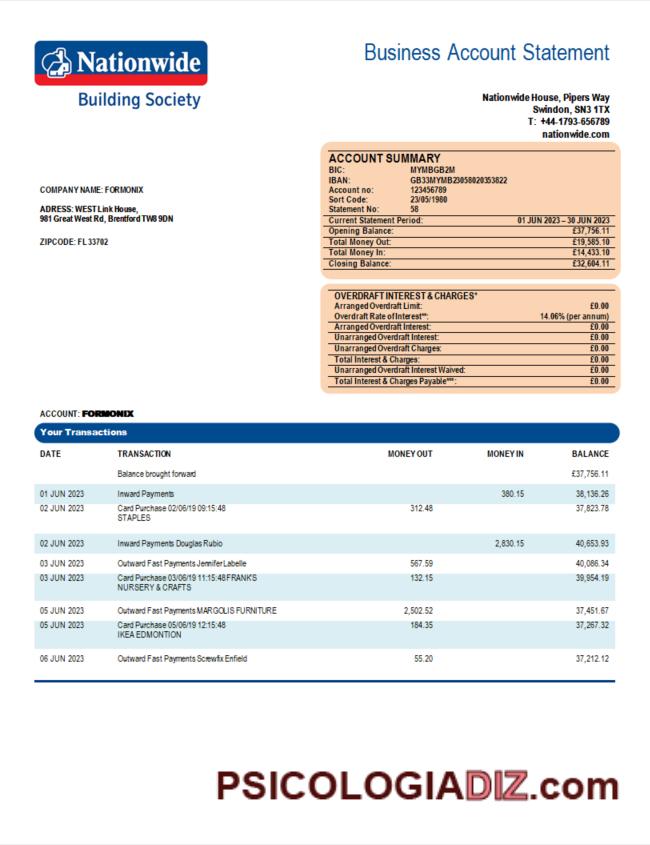 Nationwide
Building Society
Business Account Statement
Nationwide House, Pipers Way
Swindon, SN3 1TX
T: +44-1793-656789
nationwide.com
COMPANY NAME: FORMONIX
ADRESS: WEST Link House,
981 Great West Rd, Brentford TW8 9DN
ZIPCODE: FL 33702
ACCOUNT SUMMARY
BIC: MYMBGB2M
IBAN: GB33MYMB23058020353822
Account no: 123456789
Sort Code: 23/05/1980
Statement No: 58
Current Statement Period: 01 JUN 2023 – 30 JUN 2023
Opening Balance: £37,756.11
Total Money Out: £19,585.10
Total Money In: £14,433.10
Closing Balance: £32,604.11
OVERDRAFT INTEREST & CHARGES*
Arranged Overdraft Limit: £0.00
Overdraft Rate of Interest**: 14.06% (per annum)
Arranged Overdraft Interest: £0.00
Unarranged Overdraft Interest: £0.00
Unarranged Overdraft Charges: £0.00
Total Interest & Charges: £0.00
Unarranged Overdraft Interest Waived: £0.00
Total Interest & Charges Payable***: £0.00
ACCOUNT: FORMONIX
Your Transactions
DATE TRANSACTION MONEY OUT MONEY IN BALANCE
Balance brought forward £37,756.11
01 JUN 2023 Inward Payments 380.15 38,136.26
02 JUN 2023 Card Purchase 02/06/19 09:15:48 312.48 37,823.78
STAPLES
02 JUN 2023 Inward Payments Douglas Rubio 2,830.15 40,653.93
03 JUN 2023 Outward Fast Payments Jennifer Labelle 567.59 40,086.34
03 JUN 2023 Card Purchase 03/06/19 11:15:48 FRANK'S 132.15 39,954.19
NURSERY & CRAFTS
05 JUN 2023 Outward Fast Payments MARGOLIS FURNITURE 2,502.52 37,451.67
05 JUN 2023 Card Purchase 05/06/19 12:15:48 184.35 37,267.32
IKEA EDMONTION
06 JUN 2023 Outward Fast Payments Screwfix Enfield 55.20 37,212.12
PSICOLOGIADIZ.com